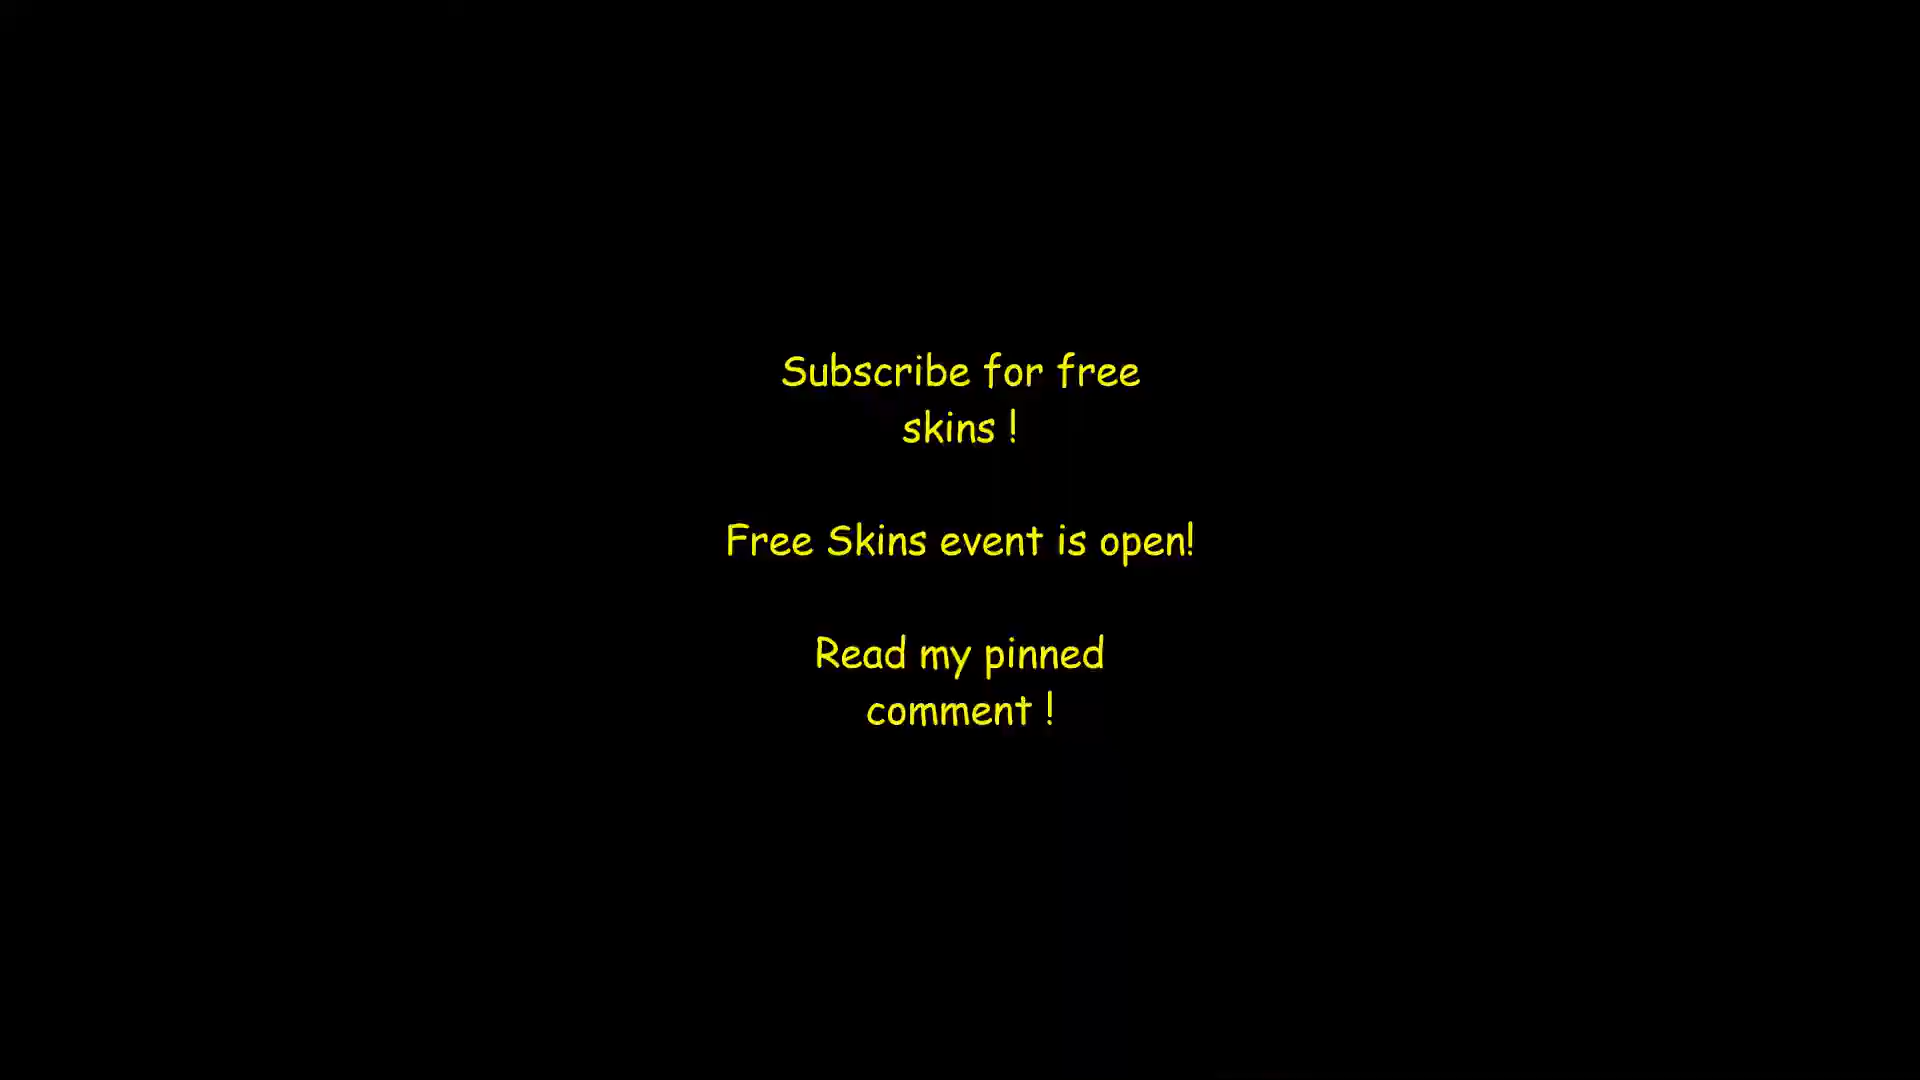 Subscribe for free
skins !
Free Skins event is open!
Read my pinned
comment !